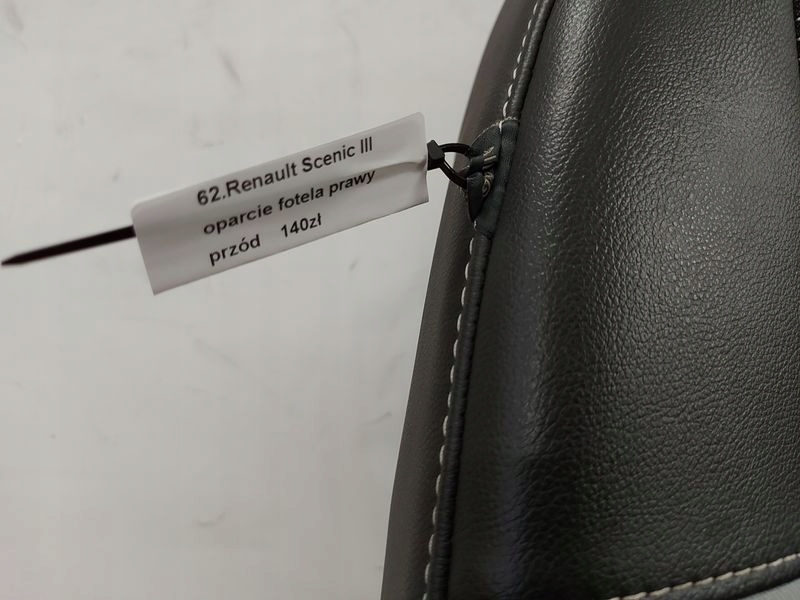 62.Renault Scenic III
oparcie fotela prawy
przód 140zł